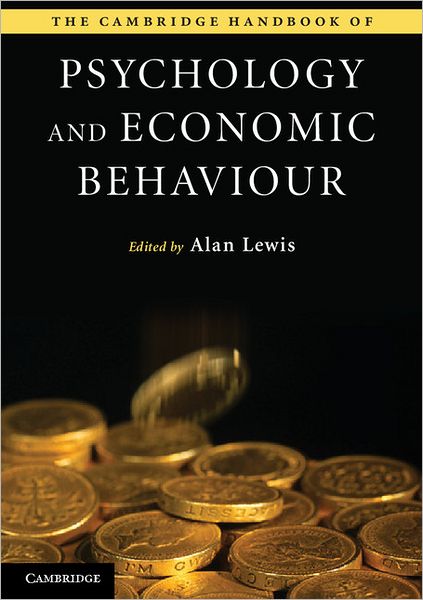 THE CAMBRIDGE HANDBOOK OF
PSYCHOLOGY
AND ECONOMIC
BEHAVIOUR
Edited by Alan Lewis
CAMBRIDGE